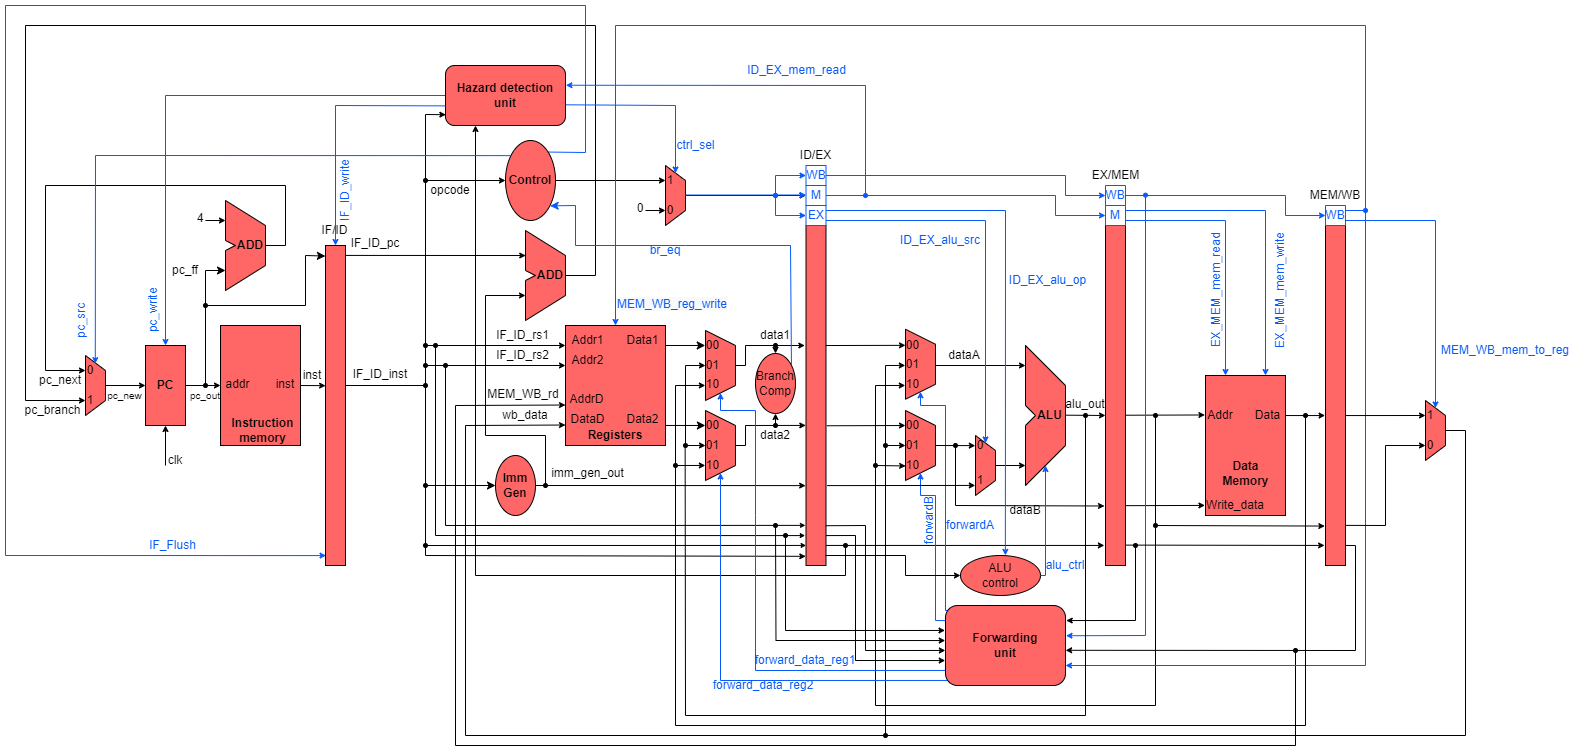 ID_EX_mem_read
Hazard detection
unit
ctrl_sel
ID/EX
IF_ID_write
opcode
Control
1
0
0
WB
M
EX
EX/MEM
WB
M
MEM/WB
WB
4
ADD
pc_ff
IF/ID
IF_ID_pc
ADD
br_eq
ID_EX_alu_src
ID_EX_alu_op
EX_MEM_mem_read
EX_MEM_mem_write
pc_src
pc_write
MEM_WB_reg_write
MEM_WB_mem_to_reg
0
1
pc_next
pc_branch
pc_new
PC
clk
pc_out
addr
inst
Instruction
memory
inst
IF_ID_inst
IF_ID_rs1
IF_ID_rs2
MEM_WB_rd
wb_data
Addr1
Addr2
AddrD
DataD
Data1
Data2
Registers
00
01
10
00
01
10
data1
Branch
Comp
data2
00
01
10
00
01
10
dataA
0
1
dataB
ALU
alu_out
Addr
Data
Data
Memory
Write_data
1
0
Imm
Gen
imm_gen_out
IF_Flush
forwardB
forwardA
ALU
control
alu_ctrl
Forwarding
unit
forward_data_reg1
forward_data_reg2